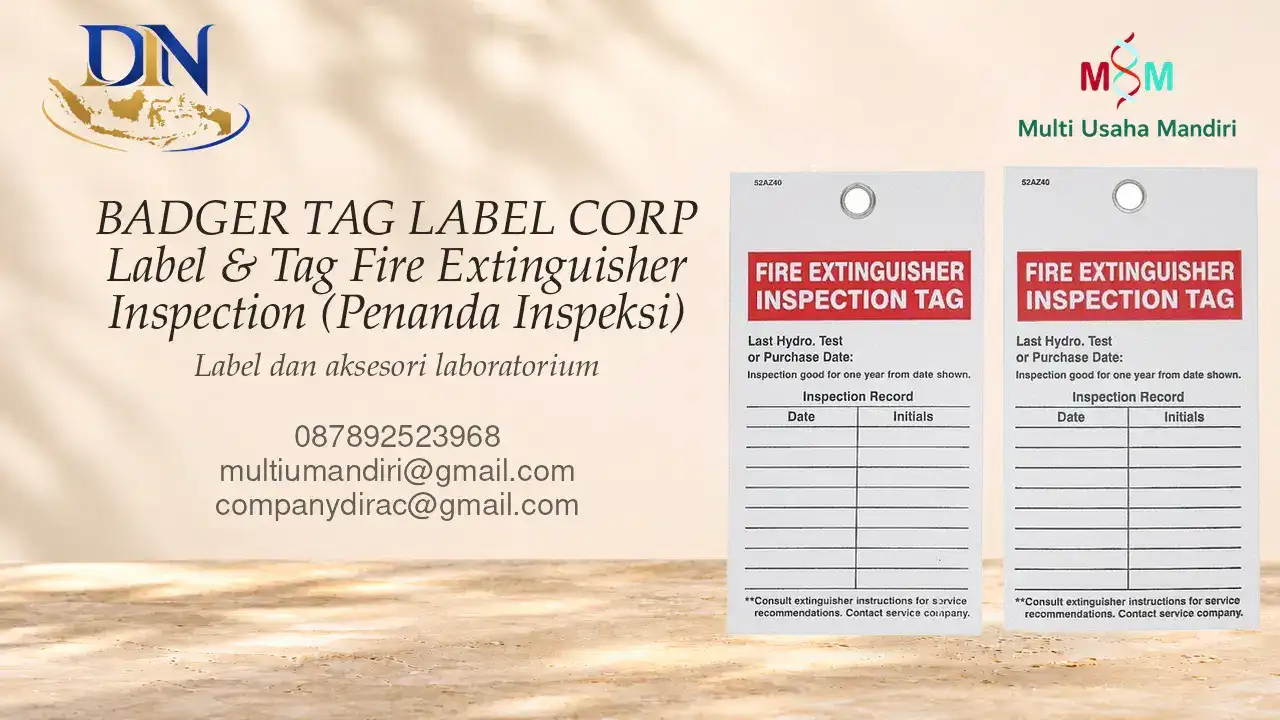 DIN
M M
Multi Usaha Mandiri
BADGER TAG LABEL CORP
Label & Tag Fire Extinguisher
Inspection (Penanda Inspeksi)
Label dan aksesori laboratorium
087892523968
multiumandiri@gmail.com
companydirac@gmail.com
52AZ40
FIRE EXTINGUISHER
INSPECTION TAG
Last Hydro. Test
or Purchase Date:
Inspection good for one year from date shown.
Inspection Record
Date Initials
**Consult extinguisher instructions for service
recommendations. Contact service company.
52AZ40
FIRE EXTINGUISHER
INSPECTION TAG
Last Hydro. Test
or Purchase Date:
Inspection good for one year from date shown.
Inspection Record
Date Initials
**Consult extinguisher instructions for service
recommendations. Contact service company.